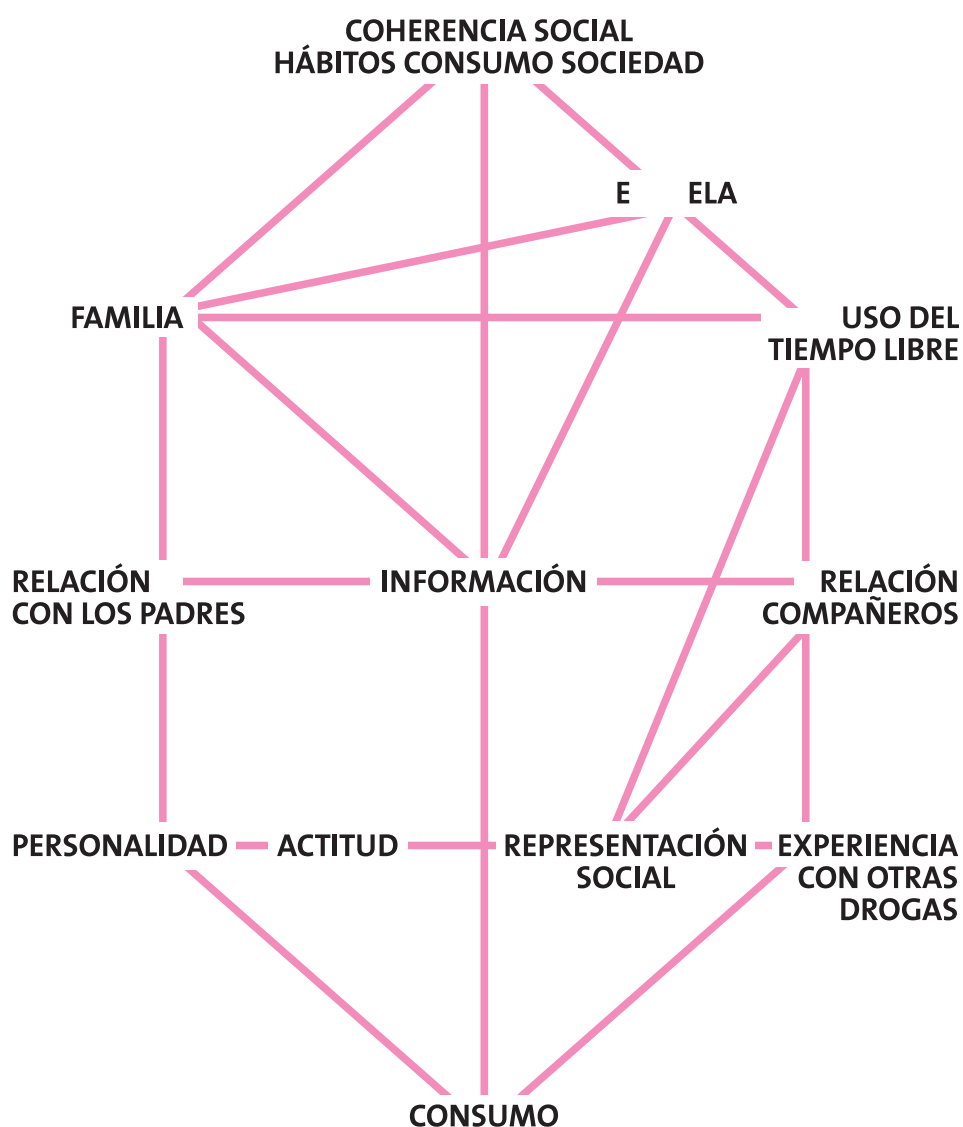 COHERENCIA SOCIAL
HÁBITOS CONSUMO SOCIEDAD
E ELA
FAMILIA
USO DEL
TIEMPO LIBRE
RELACIÓN
CON LOS PADRES
INFORMACIÓN
RELACIÓN
COMPAÑEROS
PERSONALIDAD
ACTITUD
REPRESENTACIÓN
SOCIAL
EXPERIENCIA
CON OTRAS
DROGAS
CONSUMO